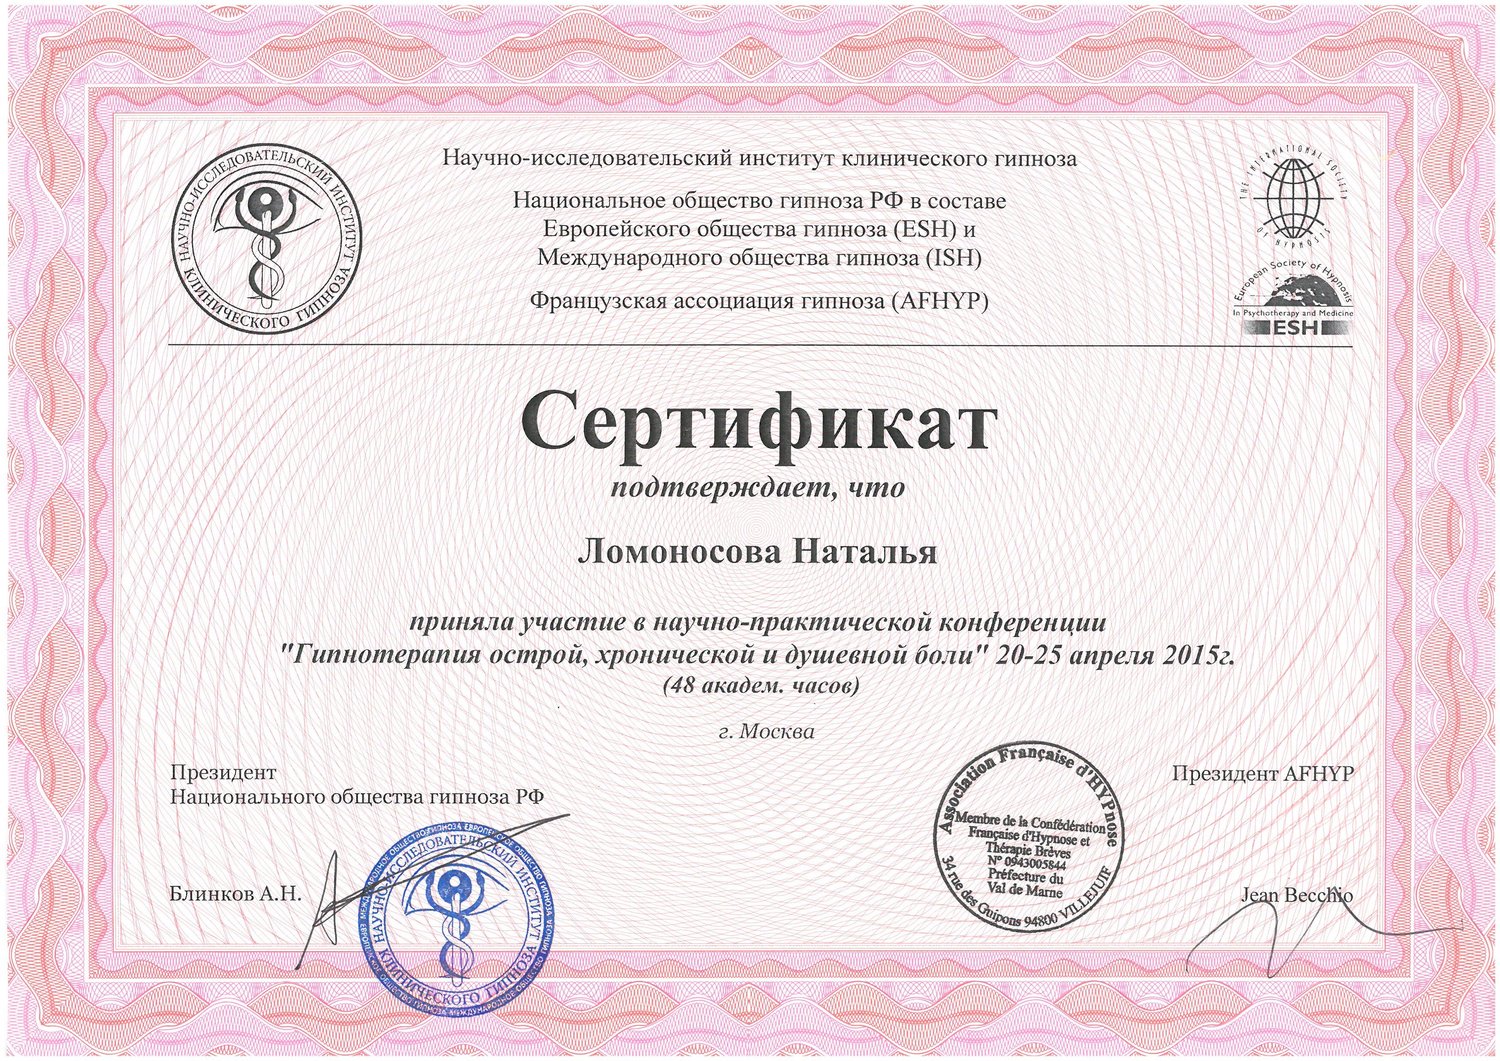 НАУЧНО-ИССЛЕДОВАТЕЛЬСКИЙ ИНСТИТУТ
КЛИНИЧЕСКОГО ГИПНОЗА
Научно-исследовательский институт клинического гипноза
Национальное общество гипноза РФ в составе
Европейского общества гипноза (ESH) и
Международного общества гипноза (ISH)
Французская ассоциация гипноза (AFHYP)
THE INTERNATIONAL SOCIETY
OF HYPNOSIS
European Society of Hypnosis
In Psychotherapy and Medicine
ESH
Сертификат
подтверждает, что
Ломоносова Наталья
приняла участие в научно-практической конференции
"Гипнотерапия острой, хронической и душевной боли" 20-25 апреля 2015г.
(48 академ. часов)
г. Москва
Президент
Национального общества гипноза РФ
Блинков А.Н.
НАУЧНО-ИССЛЕДОВАТЕЛЬСКИЙ ИНСТИТУТ
КЛИНИЧЕСКОГО ГИПНОЗА
Association Française d'HYPnose
Membre de la Confédération
Française d'Hypnose et
Thérapie Brèves
N° 0943005844
Préfecture du
Val de Marne
34 rue des Guipons 94800 VILLEJUIF
Президент AFHYP
Jean Becchio